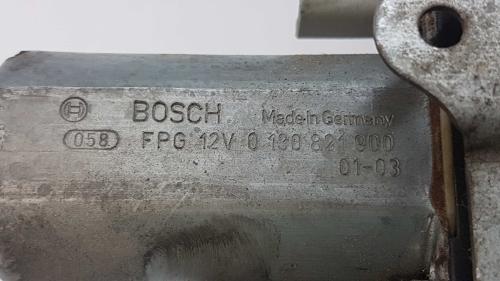 BOSCH Made in Germany
058 FPG 12V 0 130 821 900
01-03